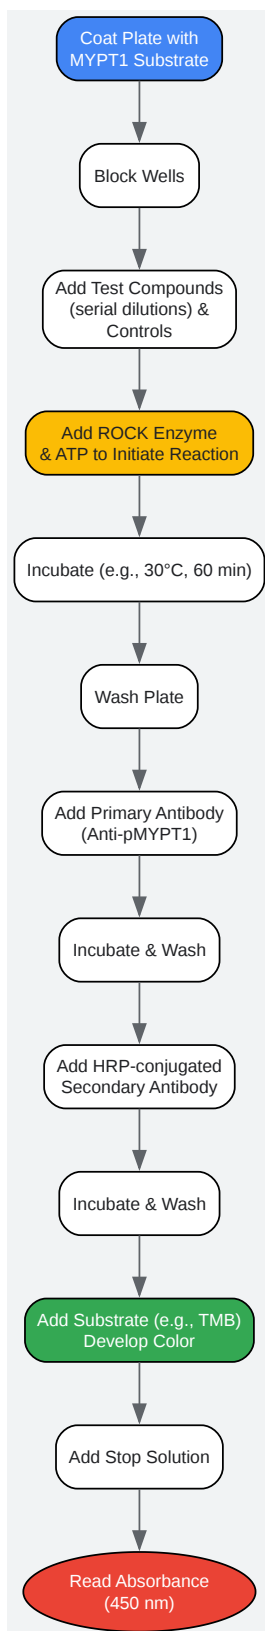 Coat Plate with
MYPT1 Substrate
Block Wells
Add Test Compounds
(serial dilutions) &
Controls
Add ROCK Enzyme
& ATP to Initiate Reaction
Incubate (e.g., 30°C, 60 min)
Wash Plate
Add Primary Antibody
(Anti-pMYPT1)
Incubate & Wash
Add HRP-conjugated
Secondary Antibody
Incubate & Wash
Add Substrate (e.g., TMB)
Develop Color
Add Stop Solution
Read Absorbance
(450 nm)